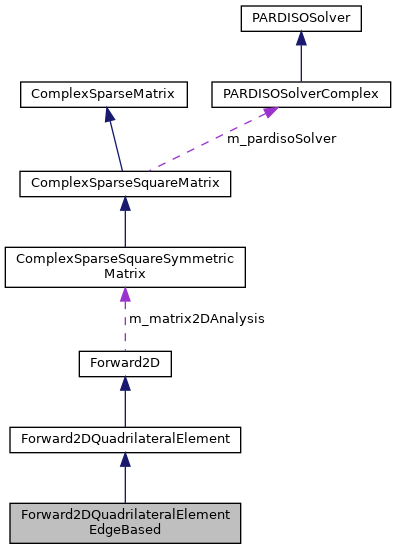 PARDISOSolver
ComplexSparseMatrix
PARDISOSolverComplex
m_pardisoSolver
ComplexSparseSquareMatrix
ComplexSparseSquareSymmetric
Matrix
m_matrix2DAnalysis
Forward2D
Forward2DQuadrilateralElement
Forward2DQuadrilateralElement
EdgeBased